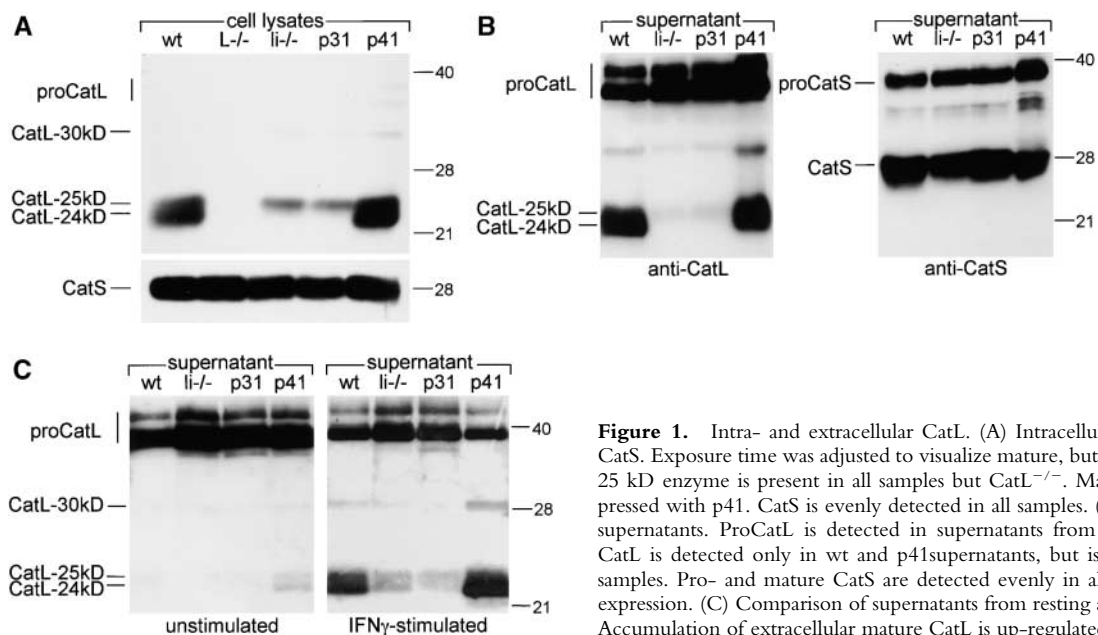 A
cell lysates
wt L-/- li-/- p31 p41
proCatL
CatL-30kD
CatL-25kD
CatL-24kD
40
28
21
CatS
28
B
supernatant
wt li-/- p31 p41
proCatL
CatL-25kD
CatL-24kD
anti-CatL
supernatant
wt li-/- p31 p41
proCatS
CatS
40
28
21
anti-CatS
C
supernatant
wt li-/- p31 p41
proCatL
CatL-30kD
CatL-25kD
CatL-24kD
unstimulated
supernatant
wt li-/- p31 p41
40
28
21
IFNγ-stimulated
Figure 1. Intra- and extracellular CatL. (A) Intracellu
CatS. Exposure time was adjusted to visualize mature, but
25 kD enzyme is present in all samples but CatL−/−. Ma
pressed with p41. CatS is evenly detected in all samples. (
supernatants. ProCatL is detected in supernatants from
CatL is detected only in wt and p41supernatants, but is
samples. Pro- and mature CatS are detected evenly in al
expression. (C) Comparison of supernatants from resting a
Accumulation of extracellular mature CatL is up-regulated